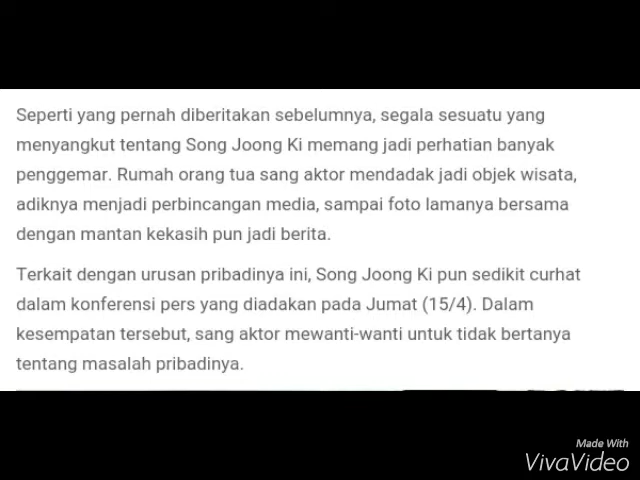 Seperti yang pernah diberitakan sebelumnya, segala sesuatu yang
menyangkut tentang Song Joong Ki memang jadi perhatian banyak
penggemar. Rumah orang tua sang aktor mendadak jadi objek wisata,
adiknya menjadi perbincangan media, sampai foto lamanya bersama
dengan mantan kekasih pun jadi berita.
Terkait dengan urusan pribadinya ini, Song Joong Ki pun sedikit curhat
dalam konferensi pers yang diadakan pada Jumat (15/4). Dalam
kesempatan tersebut, sang aktor mewanti-wanti untuk tidak bertanya
tentang masalah pribadinya.
Made With
VivaVideo